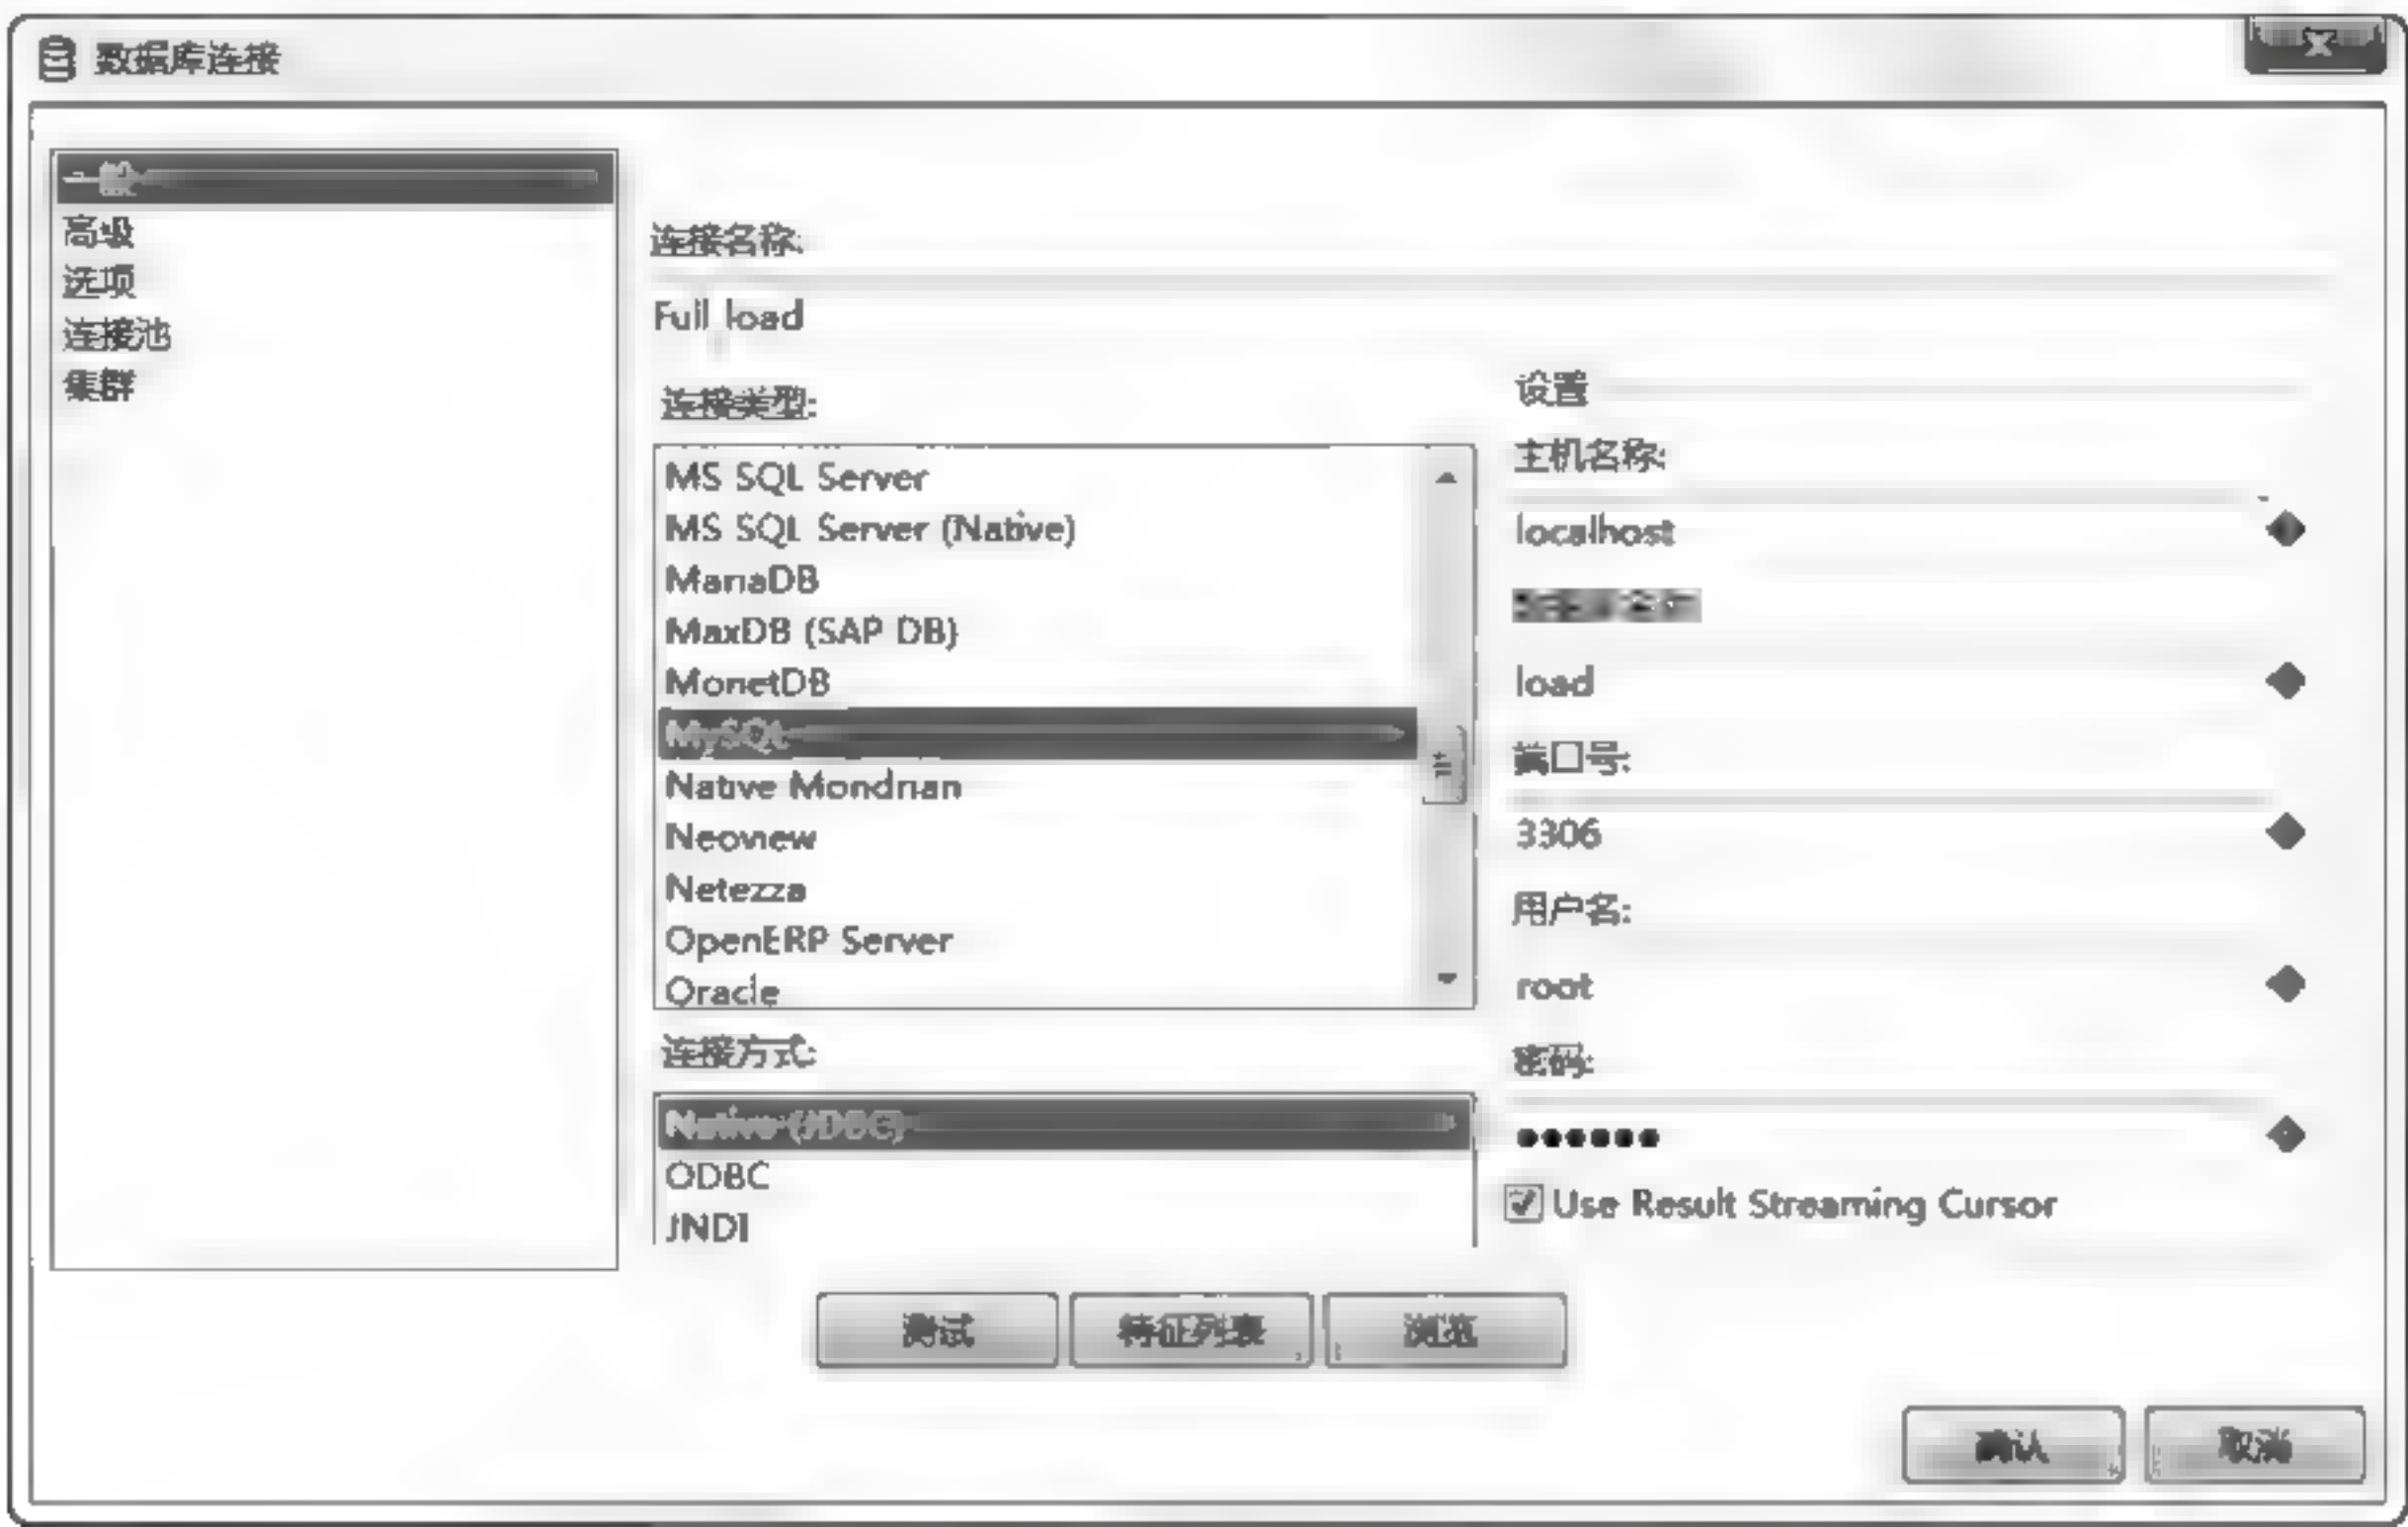 数据库连接
一般
高级
选项
连接池
集群
连接名称:
Full load
连接类型:
MS SQL Server
MS SQL Server (Native)
MariaDB
MaxDB (SAP DB)
MonetDB
MySQL
Native Mondrian
Neoview
Netezza
OpenERP Server
Oracle
连接方式:
Native (JDBC)
ODBC
JNDI
设置
主机名称:
localhost
load
端口号:
3306
用户名:
root
密码:
●●●●●●
Use Result Streaming Cursor
测试
特征列表
浏览
确认
取消